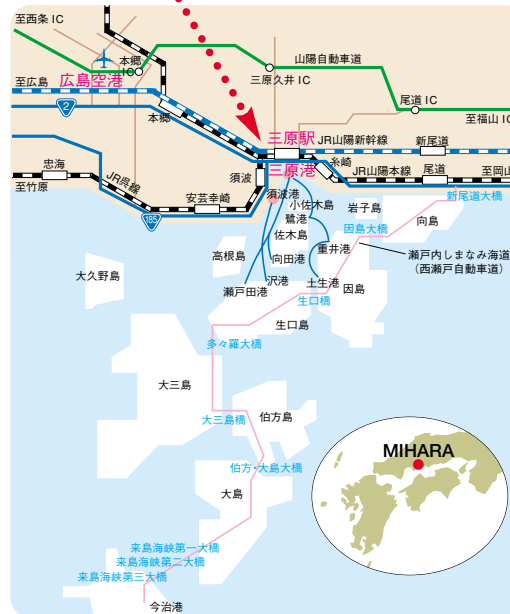 至西条 IC
本郷
IC
山陽自動車道
三原久井 IC
広島空港
至広島
2
尾道 IC
至福山 IC
本郷
三原駅
JR山陽新幹線
新尾道
三原港
糸崎
JR山陽本線
尾道
至岡山
忠海
JR呉線
須波
至竹原
安芸幸崎
185
須波港
小佐木島
鷺港
佐木島
岩子島
新尾道大橋
向島
因島大橋
重井港
瀬戸内しまなみ海道
(西瀬戸自動車道)
高根島
向田港
大久野島
沢港
土生港
因島
瀬戸田港
生口橋
生口島
多々羅大橋
大三島
伯方島
大三島橋
MIHARA
伯方・大島大橋
大島
来島海峡第一大橋
来島海峡第二大橋
来島海峡第三大橋
今治港